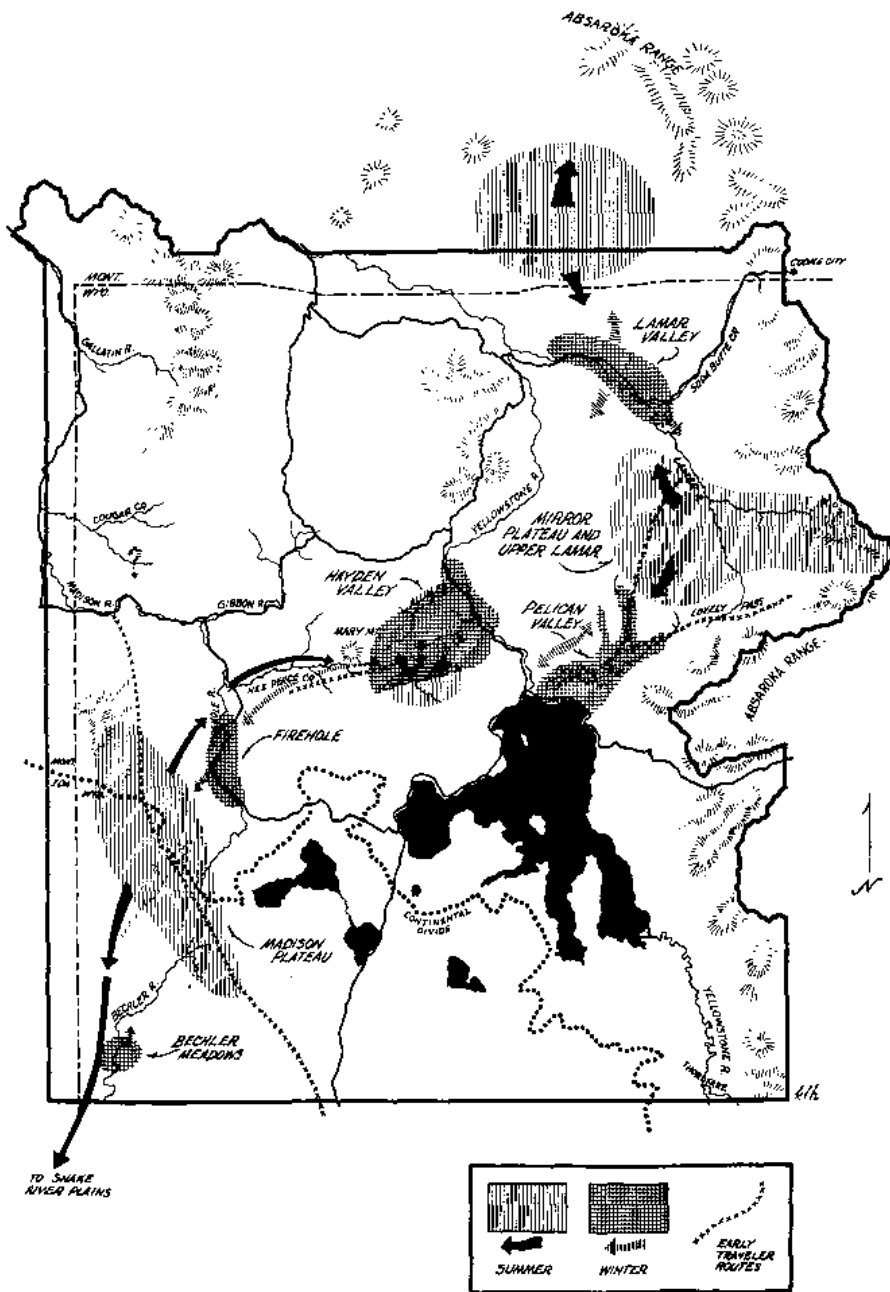 ABSAROKA RANGE
MONT.
WYO.
COOKE CITY
GALLATIN R.
LAMAR
VALLEY
SODA BUTTE CR
YELLOWSTONE R.
COUGAR CR.
MIRROR
PLATEAU AND
UPPER LAMAR
HAYDEN
VALLEY
MADISON R.
GIBBON R.
PELICAN
VALLEY
LOVELY PASS
MARY M
NEZ PERCE CR.
ABSAROKA RANGE
FIREHOLE
MONT.
IDA.
WYO.
CONTINENTAL
DIVIDE
MADISON
PLATEAU
BECHLER R.
BECHLER
MEADOWS
YELLOWSTONE R.
THOROFARE
TO SNAKE
RIVER PLAINS
N
SUMMER
WINTER
EARLY
TRAVELER
ROUTES